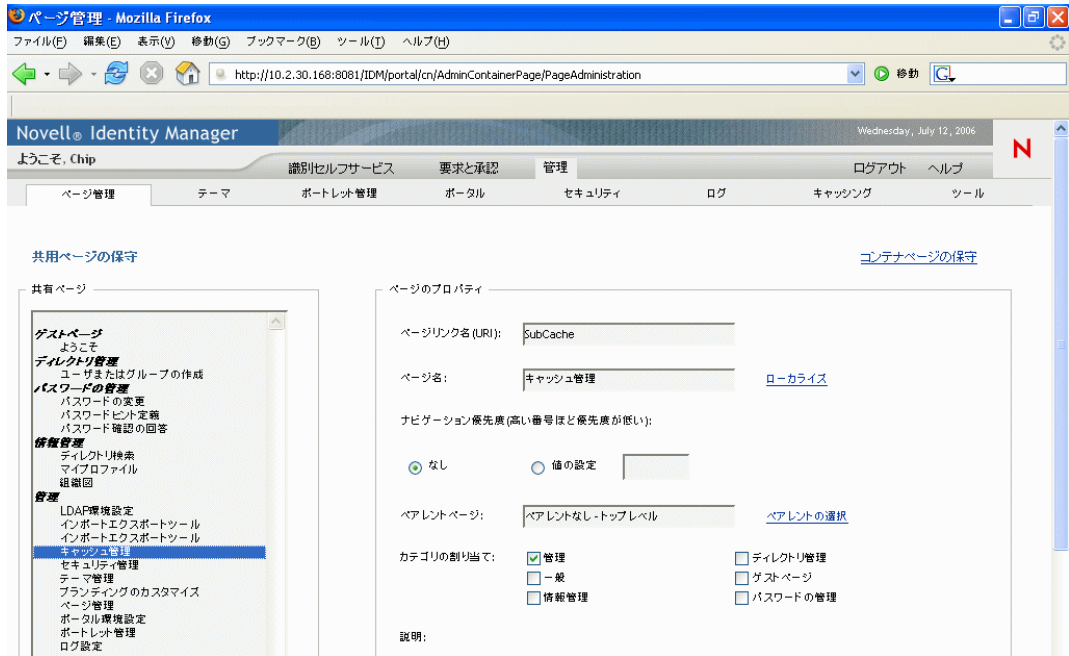 ページ管理 - Mozilla Firefox
ファイル(F) 編集(E) 表示(V) 移動(G) ブックマーク(B) ツール(T) ヘルプ(H)
http://10.2.30.168:8081/IDM/portal/cn/AdminContainerPage/PageAdministration 移動 G
Novell® Identity Manager Wednesday, July 12, 2006
ようこそ, Chip 識別セルフサービス 要求と承認 管理 ログアウト ヘルプ N
ページ管理 テーマ ポートレット管理 ポータル セキュリティ ログ キャッシング ツール
共用ページの保守 コンテナページの保守
共有ページ
ゲストページ
ようこそ
ディレクトリ管理
ユーザまたはグループの作成
パスワードの管理
パスワードの変更
パスワードヒント定義
パスワード確認の回答
情報管理
ディレクトリ検索
マイプロファイル
組織図
管理
LDAP環境設定
インポートエクスポートツール
インポートエクスポートツール
キャッシュ管理
セキュリティ管理
テーマ管理
ブランディングのカスタマイズ
ページ管理
ポータル環境設定
ポートレット管理
ログ設定
ページのプロパティ
ページリンク名(URI): SubCache
ページ名: キャッシュ管理 ローカライズ
ナビゲーション優先度(高い番号ほど優先度が低い):
なし 値の設定
ペアレントページ: ペアレントなし - トップレベル ペアレントの選択
カテゴリの割り当て: 管理 ディレクトリ管理
一般 ゲストページ
情報管理 パスワードの管理
説明: